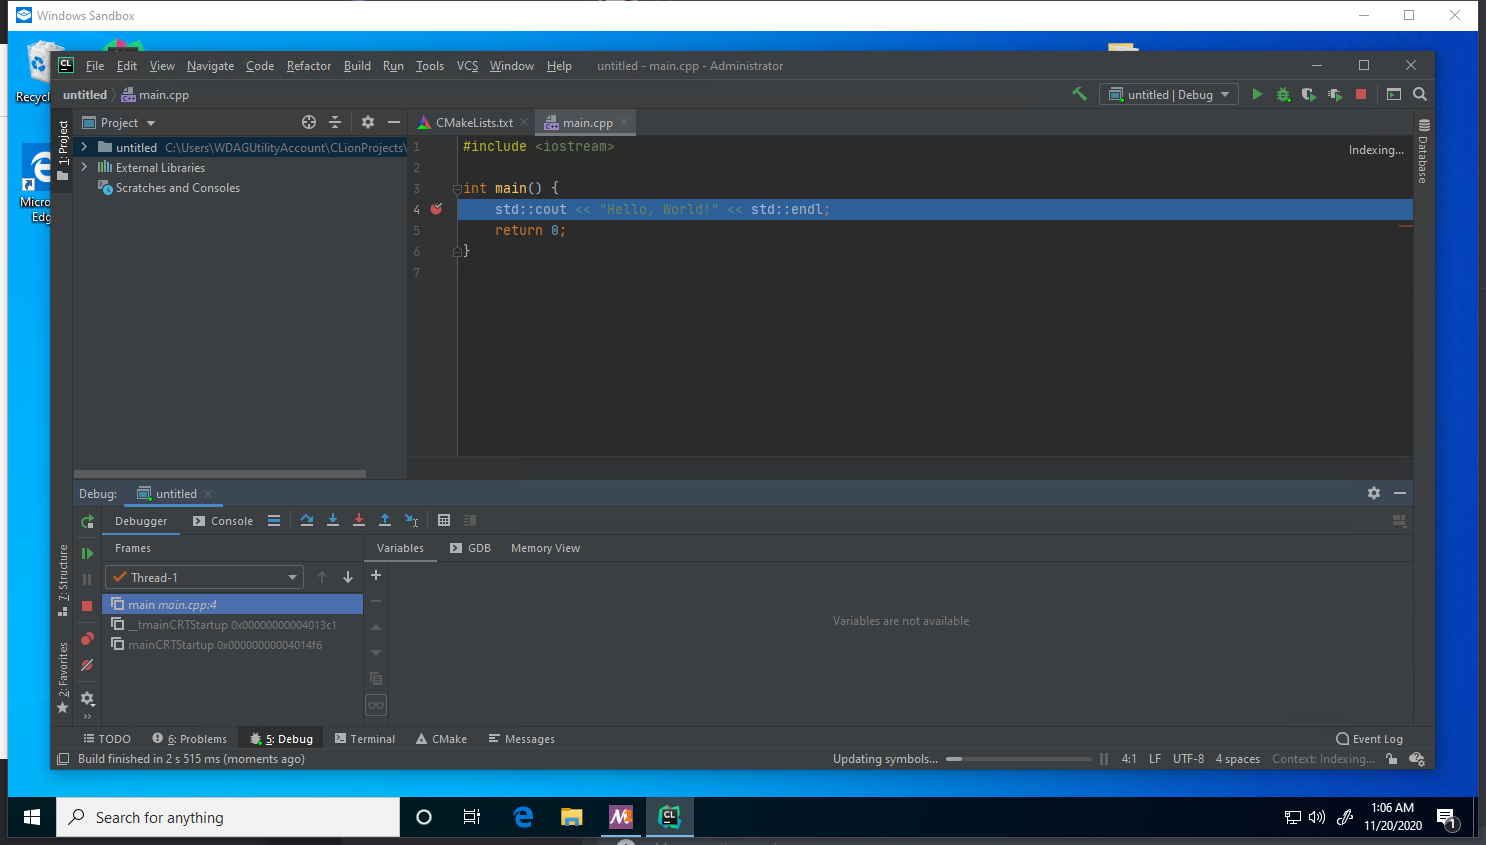 Windows Sandbox
Recyc
Micro
Edg
CL
File Edit View Navigate Code Refactor Build Run Tools VCS Window Help untitled - main.cpp - Administrator
untitled main.cpp
untitled | Debug
1: Project
Project
CMakeLists.txt
main.cpp
untitled C:\Users\WDAGUtilityAccount\CLionProjects\
External Libraries
Scratches and Consoles
1 #include <iostream>
Indexing...
Database
2
3 int main() {
4 std::cout << "Hello, World!" << std::endl;
5 return 0;
6 }
7
Debug: untitled
Debugger Console
Frames
Variables GDB Memory View
Thread-1
main main.cpp:4
__tmainCRTStartup 0x00000000004013c1
mainCRTStartup 0x00000000004014f6
Variables are not available
7: Structure
2: Favorites
TODO 6: Problems 5: Debug Terminal CMake Messages Event Log
Build finished in 2 s 515 ms (moments ago) Updating symbols... 4:1 LF UTF-8 4 spaces Context: Indexing...
Search for anything
CL
1:06 AM
11/20/2020
1